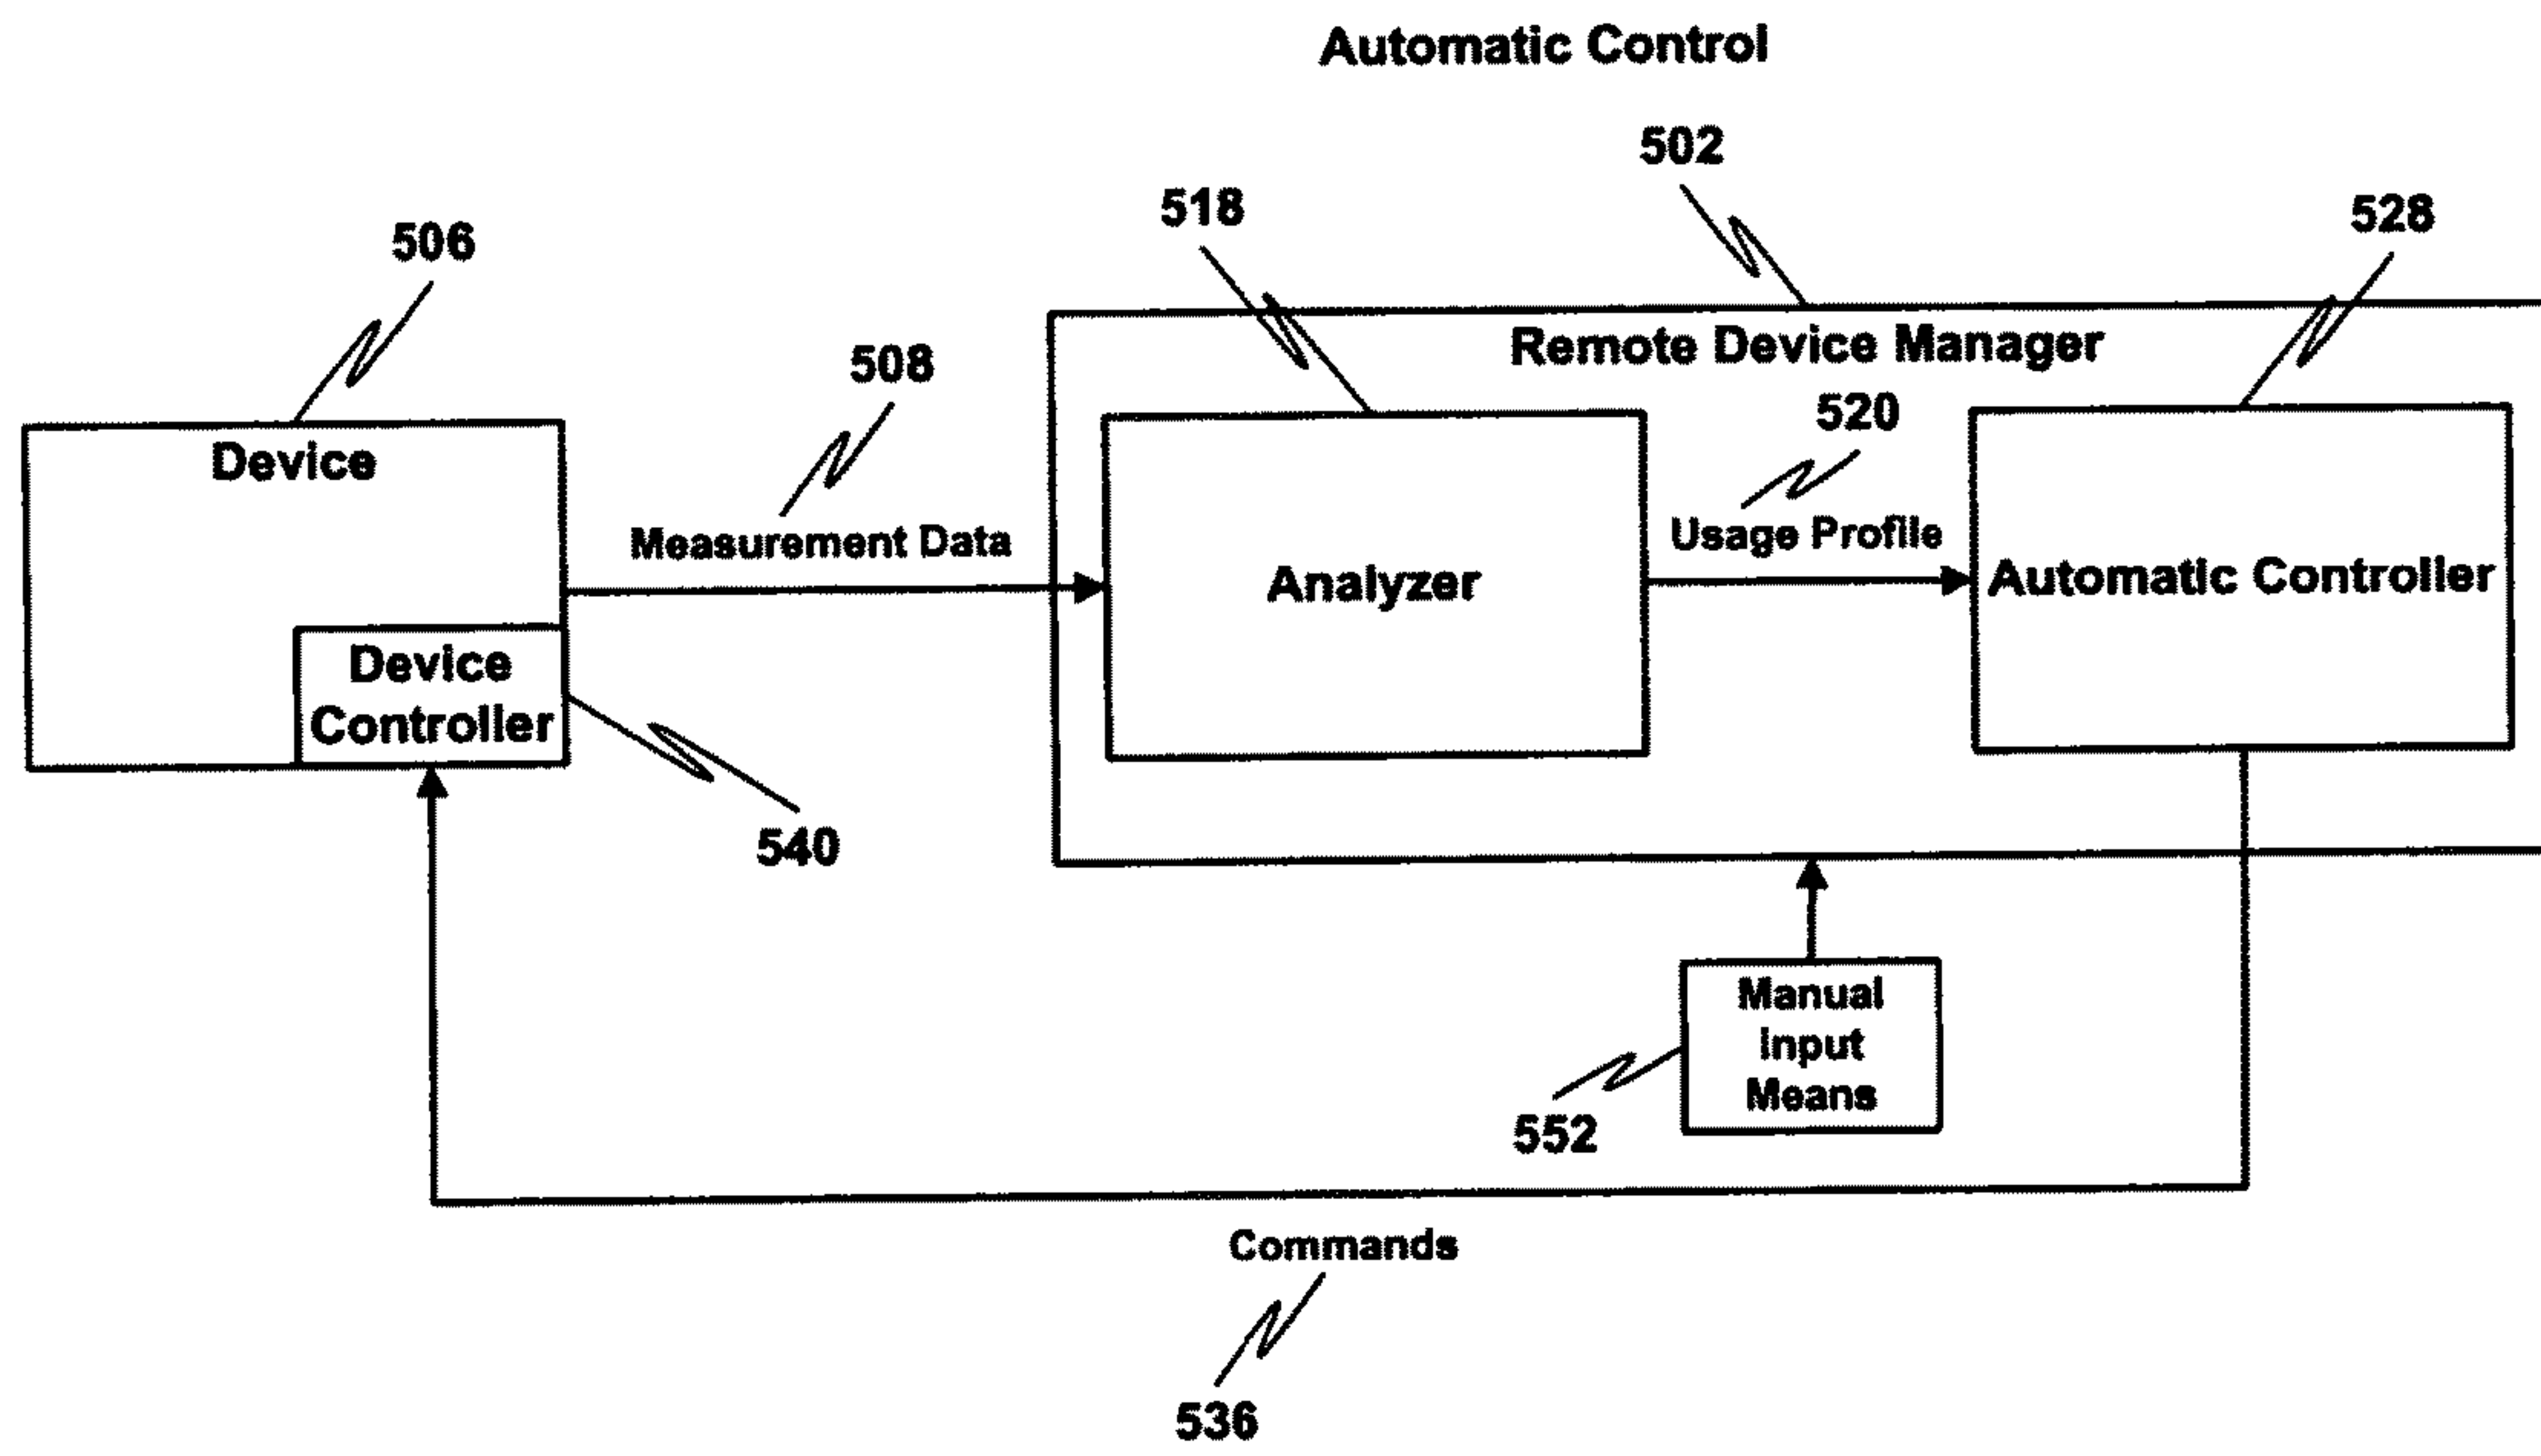 Automatic Control
502
518
528
506
508
Remote Device Manager
520
Device
Measurement Data
Usage Profile
Analyzer
Automatic Controller
Device
Controller
540
Manual
Input
Means
552
Commands
536